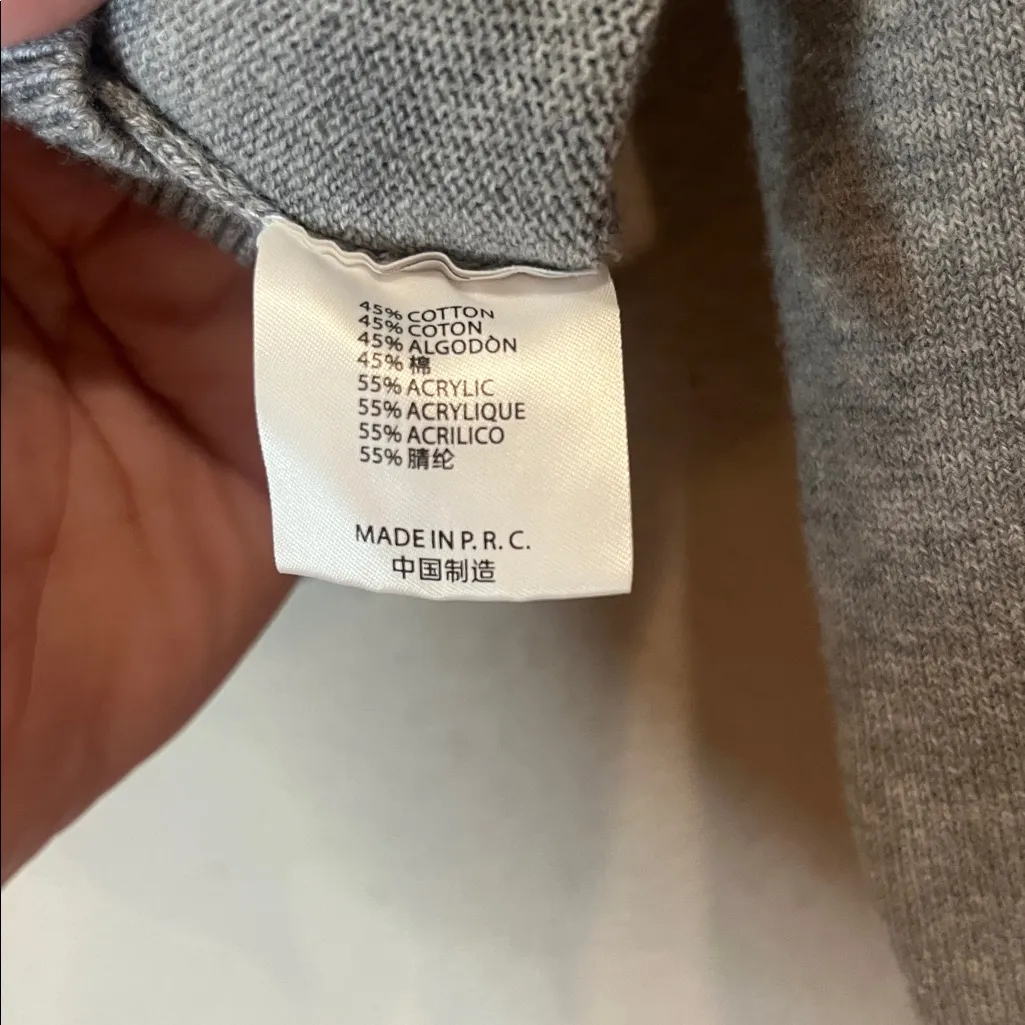 45% COTTON
45% COTON
45% ALGODÒN
45% 棉
55% ACRYLIC
55% ACRYLIQUE
55% ACRILICO
55% 腈纶
MADE IN P. R. C.
中国制造